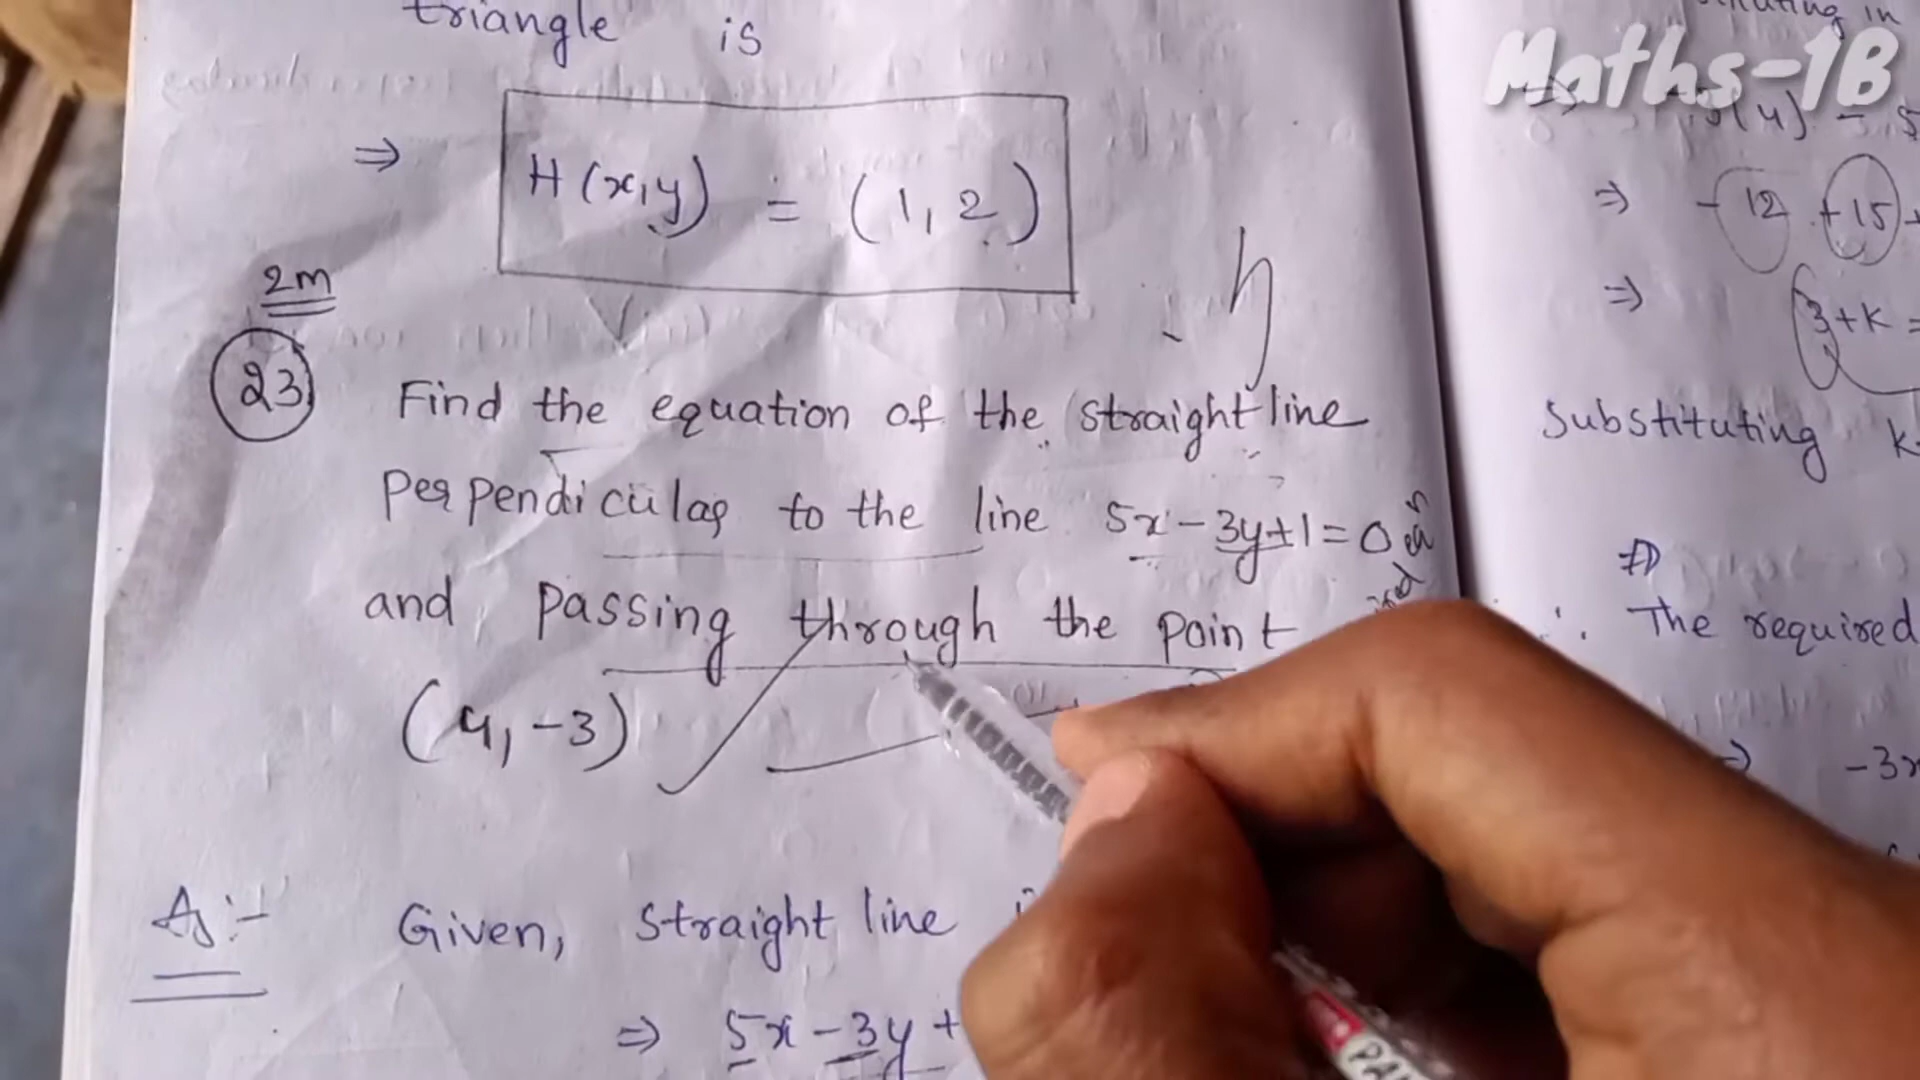 triangle is
⇒ H(x,y) = (1, 2)
2m
23 Find the equation of the straight line
perpendicular to the line 5x - 3y + 1 = 0
and passing through the point
(4, -3)
A:- Given, straight line
⇒ 5x - 3y +
Maths-1B
(4) -
⇒ - 12 + 15 +
⇒ 3 + k =
Substituting k
∴ The required
⇒ -3x